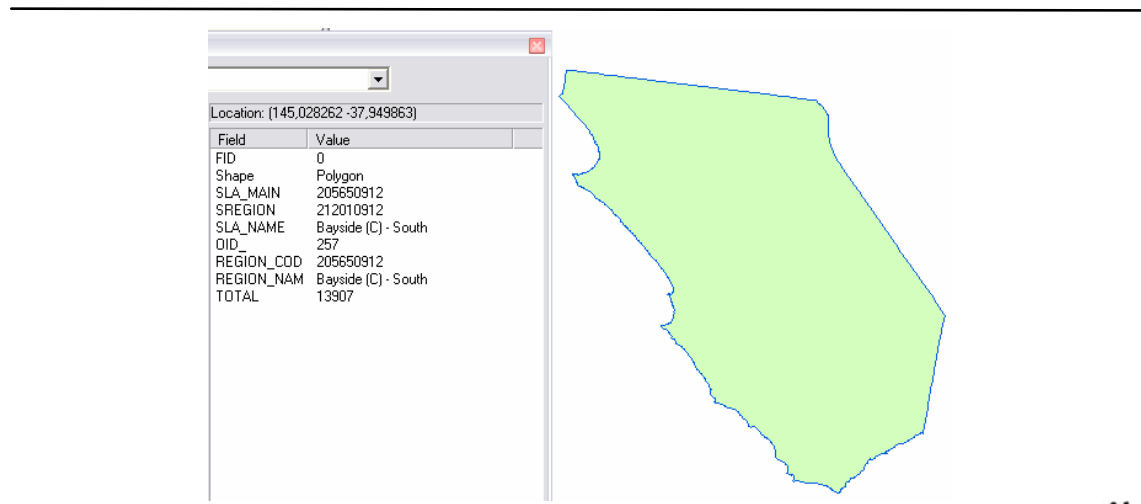 Location: (145,028262 -37,949863)
Field Value
FID 0
Shape Polygon
SLA_MAIN 205650912
SREGION 212010912
SLA_NAME Bayside (C) - South
OID_ 257
REGION_COD 205650912
REGION_NAM Bayside (C) - South
TOTAL 13907